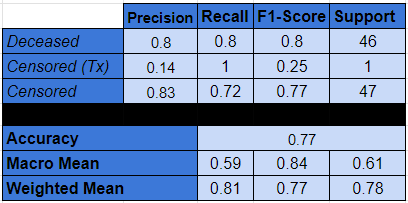 Precision Recall F1-Score Support
Deceased 0.8 0.8 0.8 46
Censored (Tx) 0.14 1 0.25 1
Censored 0.83 0.72 0.77 47
Accuracy 0.77
Macro Mean 0.59 0.84 0.61
Weighted Mean 0.81 0.77 0.78